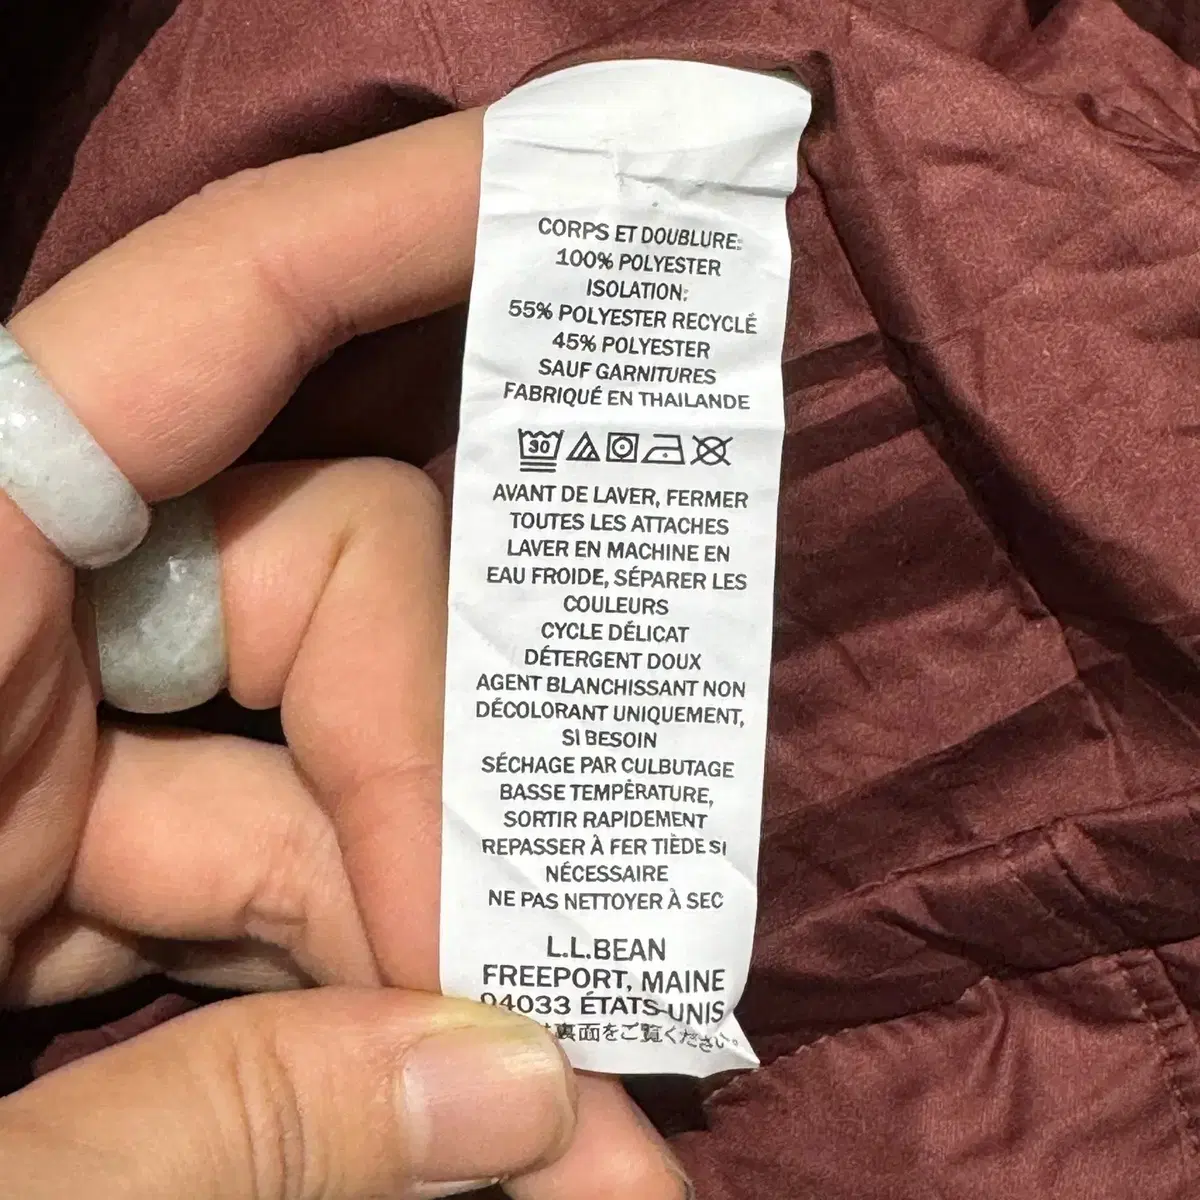 CORPS ET DOUBLURE:
100% POLYESTER
ISOLATION:
55% POLYESTER RECYCLÉ
45% POLYESTER
SAUF GARNITURES
FABRIQUÉ EN THAILANDE
30
AVANT DE LAVER, FERMER
TOUTES LES ATTACHES
LAVER EN MACHINE EN
EAU FROIDE, SÉPARER LES
COULEURS
CYCLE DÉLICAT
DÉTERGENT DOUX
AGENT BLANCHISSANT NON
DÉCOLORANT UNIQUEMENT,
SI BESOIN
SÉCHAGE PAR CULBUTAGE
BASSE TEMPÉRATURE,
SORTIR RAPIDEMENT
REPASSER À FER TIÈDE SI
NÉCESSAIRE
NE PAS NETTOYER À SEC
L.L.BEAN
FREEPORT, MAINE
04033 ÉTATS-UNIS
は裏面をご覧ください。